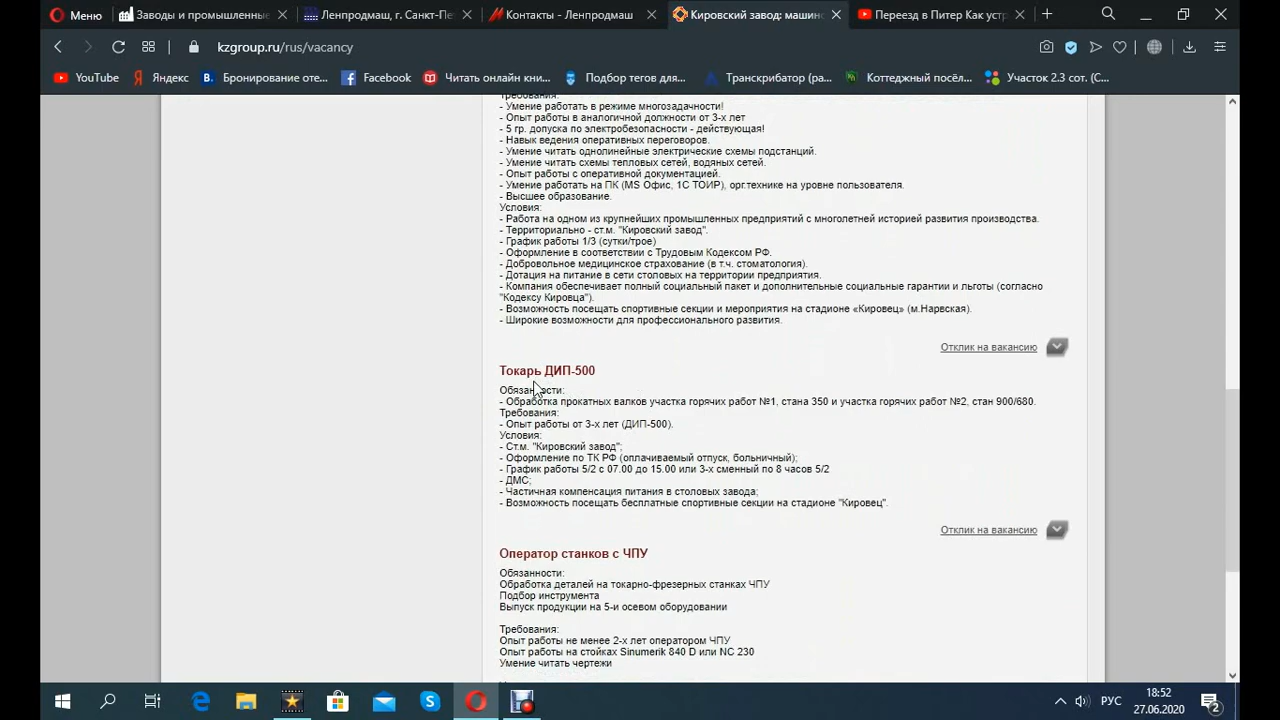 Меню
Заводы и промышленные
Ленпродмаш, г. Санкт-Пет
Контакты - Ленпродмаш
Кировский завод: машинос
Переезд в Питер Как устр
kzgroup.ru/rus/vacancy
YouTube
Яндекс
Бронирование оте...
Facebook
Читать онлайн кни...
Подбор тегов для...
Транскрибатор (ра...
Коттеджный посёл...
Участок 2.3 сот. (С...
Требования:
- Умение работать в режиме многозадачности!
- Опыт работы в аналогичной должности от 3-х лет
- 5 гр. допуска по электробезопасности - действующая!
- Навык ведения оперативных переговоров.
- Умение читать однолинейные электрические схемы подстанций.
- Умение читать схемы тепловых сетей, водяных сетей.
- Опыт работы с оперативной документацией.
- Умение работать на ПК (MS Офис, 1С ТОИР), орг.технике на уровне пользователя.
- Высшее образование.
Условия:
- Работа на одном из крупнейших промышленных предприятий с многолетней историей развития производства.
- Территориально - ст.м. "Кировский завод".
- График работы 1/3 (сутки/трое)
- Оформление в соответствии с Трудовым Кодексом РФ.
- Добровольное медицинское страхование (в т.ч. стоматология).
- Дотация на питание в сети столовых на территории предприятия.
- Компания обеспечивает полный социальный пакет и дополнительные социальные гарантии и льготы (согласно
"Кодексу Кировца").
- Возможность посещать спортивные секции и мероприятия на стадионе «Кировец» (м.Нарвская).
- Широкие возможности для профессионального развития.
Отклик на вакансию
Токарь ДИП-500
Обязанности:
- Обработка прокатных валков участка горячих работ №1, стана 350 и участка горячих работ №2, стан 900/680.
Требования:
- Опыт работы от 3-х лет (ДИП-500).
Условия:
- Ст.м. "Кировский завод";
- Оформление по ТК РФ (оплачиваемый отпуск, больничный);
- График работы 5/2 с 07.00 до 15.00 или 3-х сменный по 8 часов 5/2
- ДМС;
- Частичная компенсация питания в столовых завода;
- Возможность посещать бесплатные спортивные секции на стадионе "Кировец".
Отклик на вакансию
Оператор станков с ЧПУ
Обязанности:
Обработка деталей на токарно-фрезерных станках ЧПУ
Подбор инструмента
Выпуск продукции на 5-и осевом оборудовании
Требования:
Опыт работы не менее 2-х лет оператором ЧПУ
Опыт работы на стойках Sinumerik 840 D или NC 230
Умение читать чертежи
РУС
18:52
27.06.2020
2